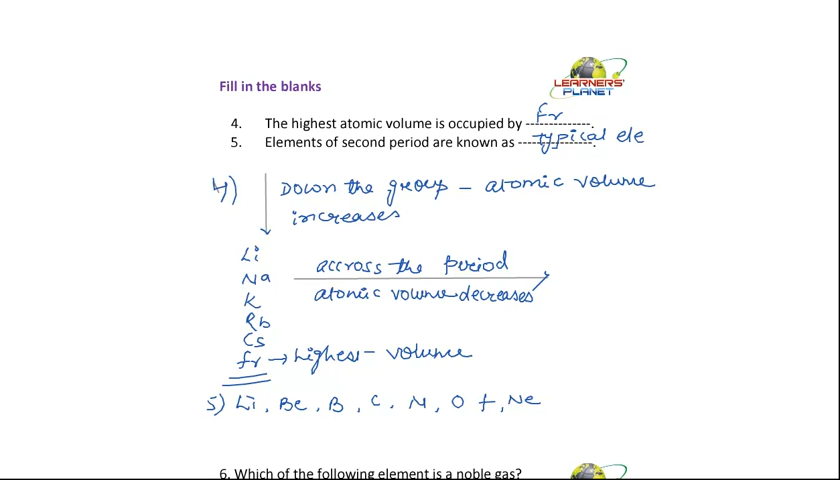 LEARNERS'
PLANET
Fill in the blanks
4. The highest atomic volume is occupied by Fr -------------.
5. Elements of second period are known as typical ele -------------.
4) Down the group - atomic volume
increases
Li
Na
K
Rb
Cs
fr → highest - volume
accross the period
atomic volume decreases
5) Li, Be, B, C, N, O F, Ne
6. Which of the following element is a noble gas?